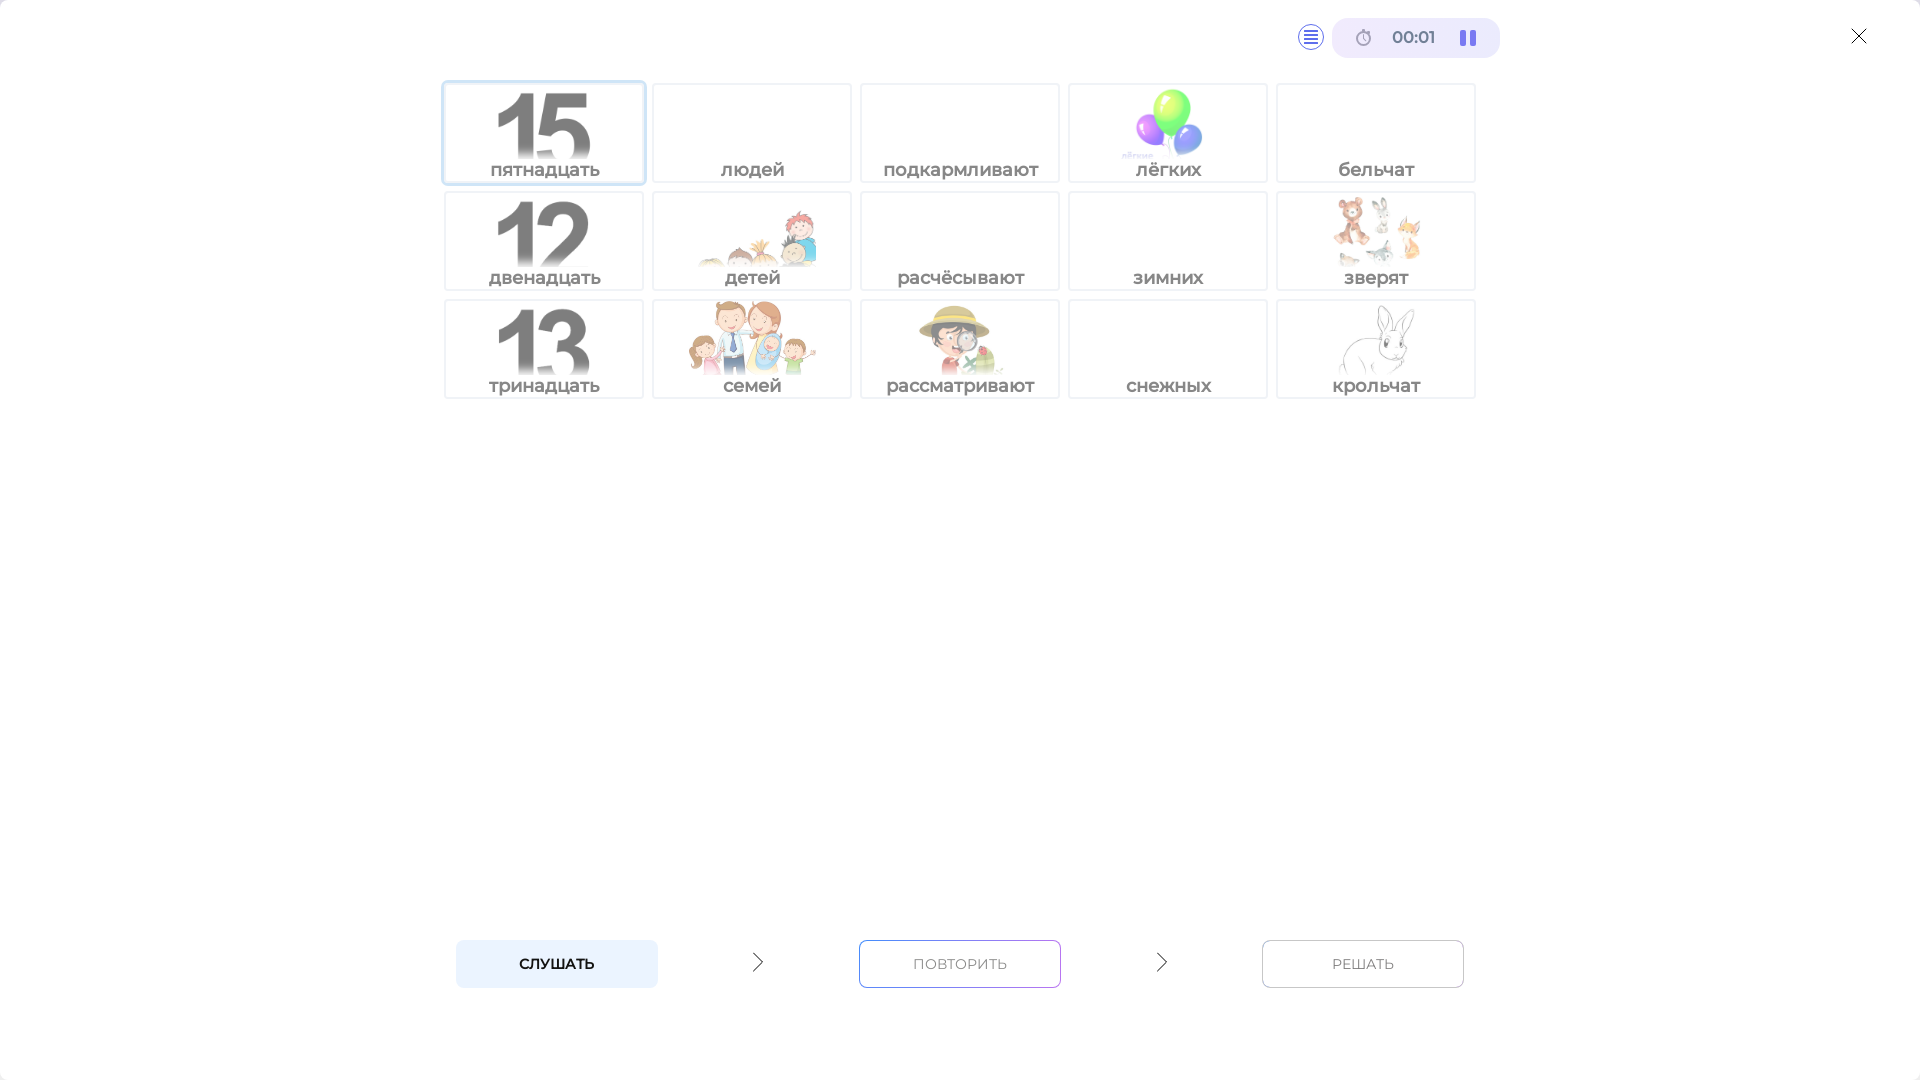 00:01
15
пятнадцать
людей
подкармливают
лёгких
бельчат
12
двенадцать
детей
расчёсывают
зимних
зверят
13
тринадцать
семей
рассматривают
снежных
крольчат
СЛУШАТЬ
ПОВТОРИТЬ
РЕШАТЬ